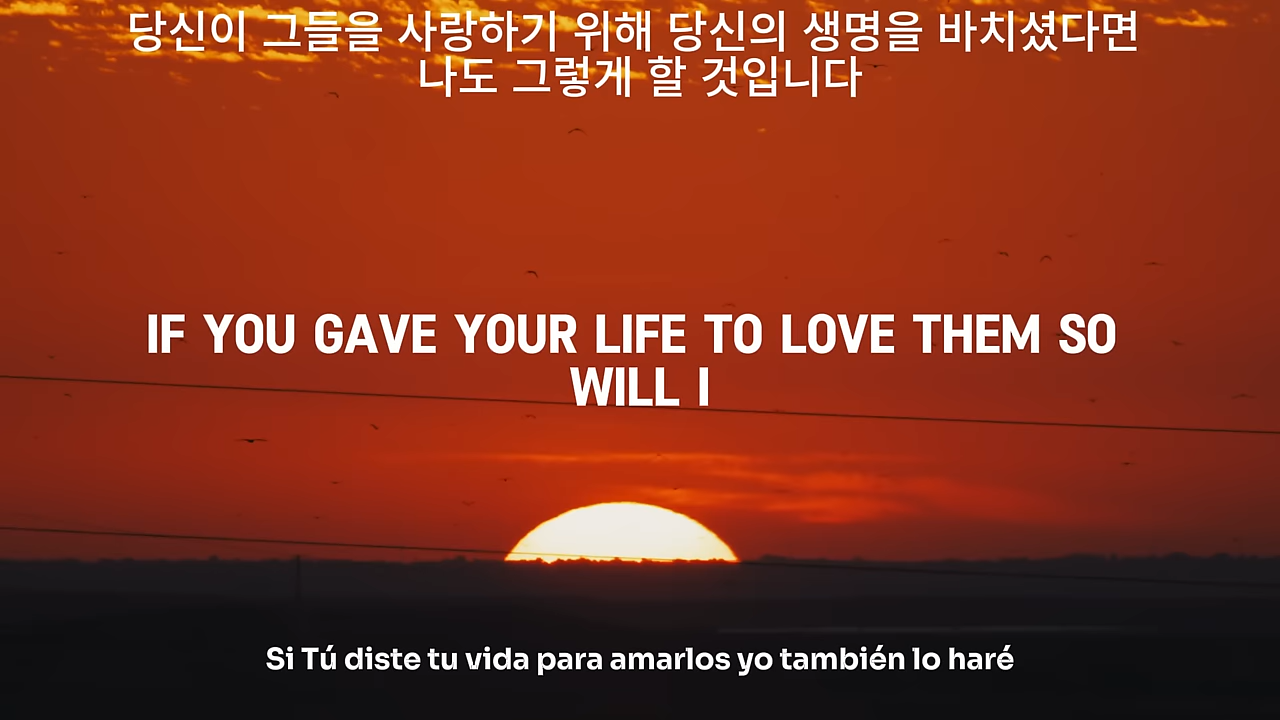 당신이 그들을 사랑하기 위해 당신의 생명을 바치셨다면
나도 그렇게 할 것입니다
IF YOU GAVE YOUR LIFE TO LOVE THEM SO
WILL I
Si Tú diste tu vida para amarlos yo también lo haré